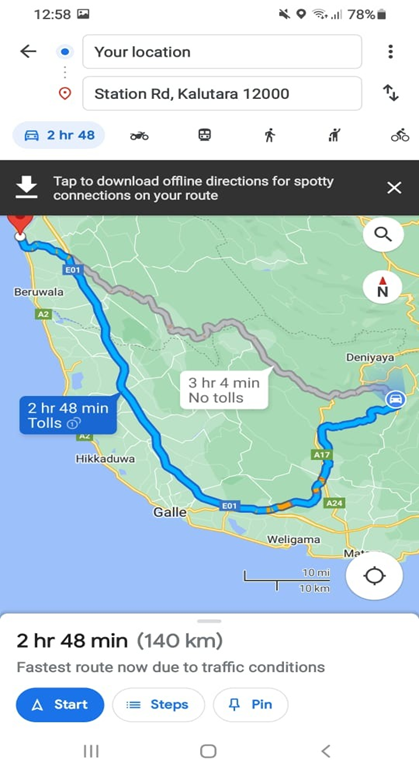 12:58
78%
Your location
Station Rd, Kalutara 12000
2 hr 48
Tap to download offline directions for spotty
connections on your route
E01
Beruwala
A2
N
Deniyaya
3 hr 4 min
No tolls
2 hr 48 min
Tolls
A2
Hikkaduwa
A17
Galle
E01
A24
Weligama
Mat
10 mi
10 km
2 hr 48 min (140 km)
Fastest route now due to traffic conditions
Start
Steps
Pin